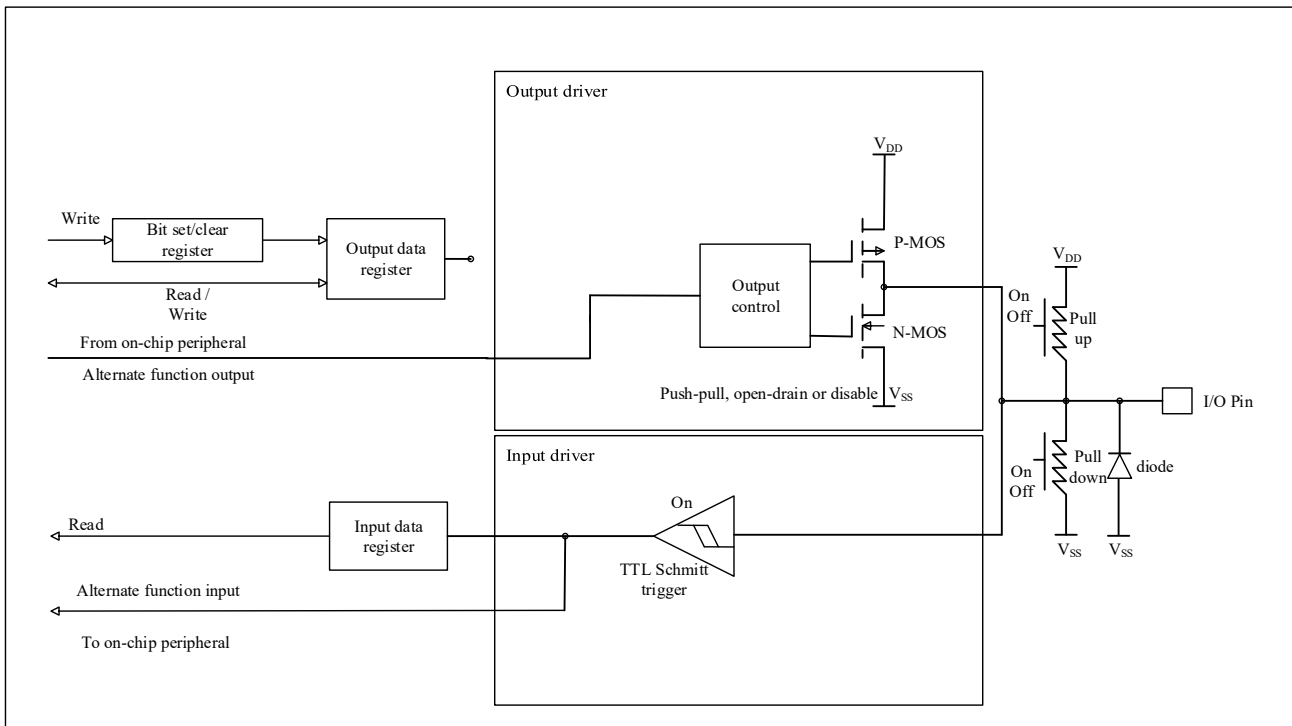 Output driver
V_DD
Write
Bit set/clear
register
Output data
register
P-MOS
Output
control
V_DD
On
Off
Pull
up
Read /
Write
N-MOS
From on-chip peripheral
Alternate function output
Push-pull, open-drain or disable
V_SS
I/O Pin
Input driver
On
Off
Pull
down
diode
On
Read
Input data
register
V_SS
V_SS
TTL Schmitt
trigger
Alternate function input
To on-chip peripheral